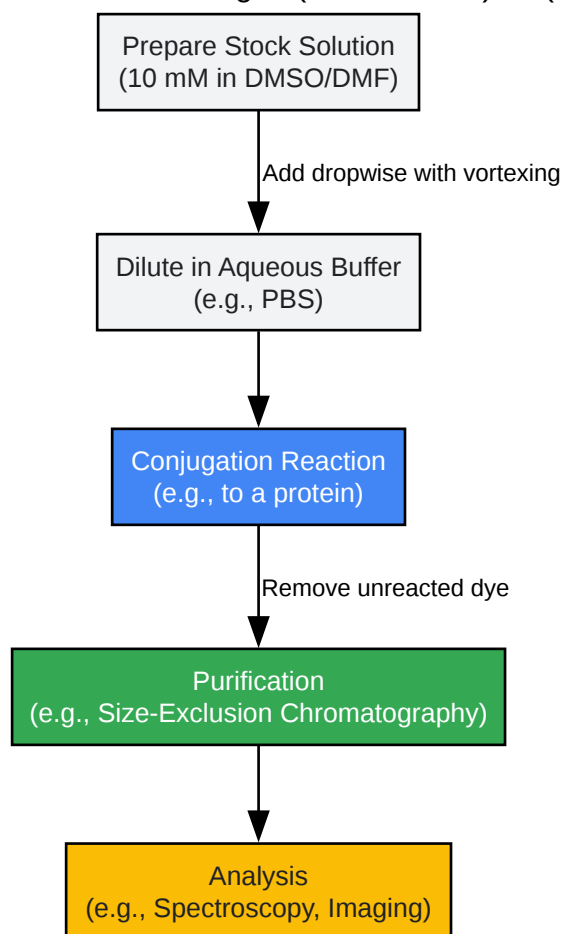 Prepare Stock Solution
(10 mM in DMSO/DMF)
Add dropwise with vortexing
Dilute in Aqueous Buffer
(e.g., PBS)
Conjugation Reaction
(e.g., to a protein)
Remove unreacted dye
Purification
(e.g., Size-Exclusion Chromatography)
Analysis
(e.g., Spectroscopy, Imaging)